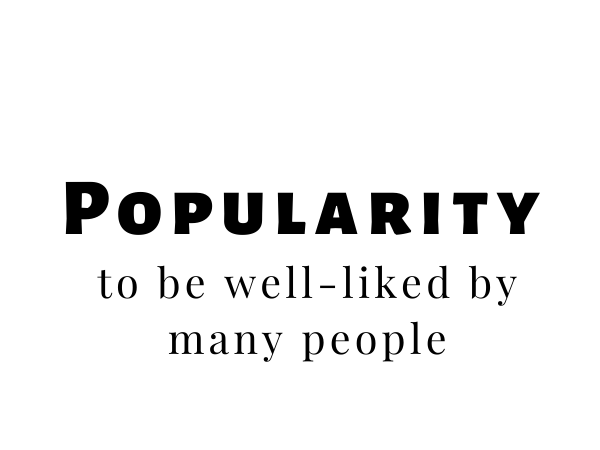 Popularity
to be well-liked by
many people